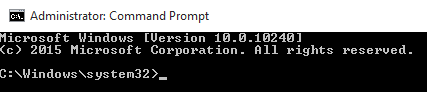 Administrator: Command Prompt
Microsoft Windows [Version 10.0.10240]
(c) 2015 Microsoft Corporation. All rights reserved.
C:\Windows\system32>_